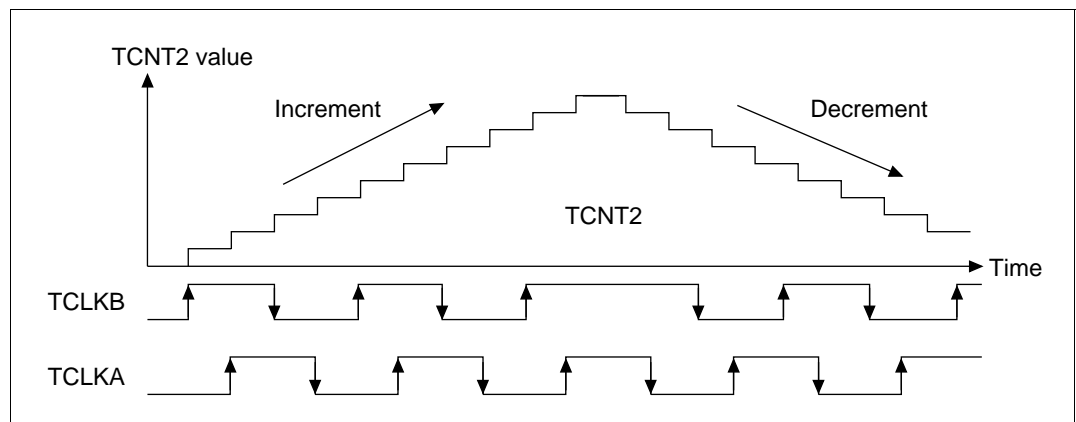 TCNT2 value
Increment
Decrement
TCNT2
Time
TCLKB
TCLKA